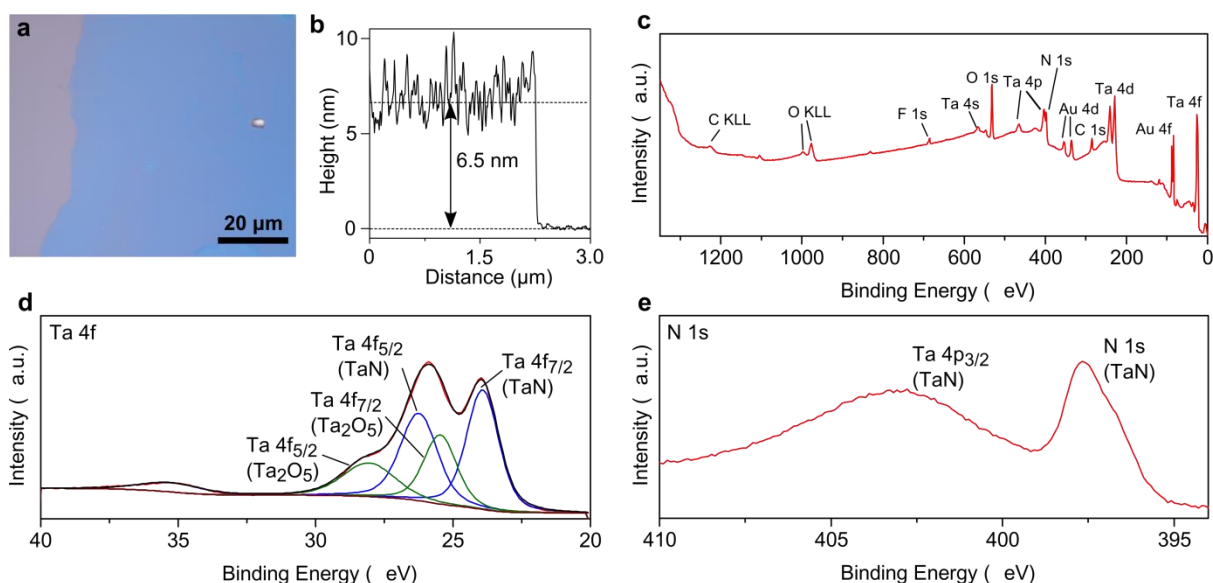 a
20 µm
b
10
5
0
Height (nm)
6.5 nm
0
1.5
3.0
Distance (µm)
c
Intensity ( a.u.)
C KLL
O KLL
F 1s
Ta 4s
O 1s
Ta 4p
N 1s
Au 4d
C 1s
Ta 4d
Au 4f
Ta 4f
1200
1000
800
600
400
200
0
Binding Energy ( eV)
d
Ta 4f
Intensity ( a.u.)
Ta 4f5/2
(TaN)
Ta 4f7/2
(TaN)
Ta 4f7/2
(Ta2O5)
Ta 4f5/2
(Ta2O5)
40
35
30
25
20
Binding Energy ( eV)
e
N 1s
Intensity ( a.u.)
Ta 4p3/2
(TaN)
N 1s
(TaN)
410
405
400
395
Binding Energy ( eV)